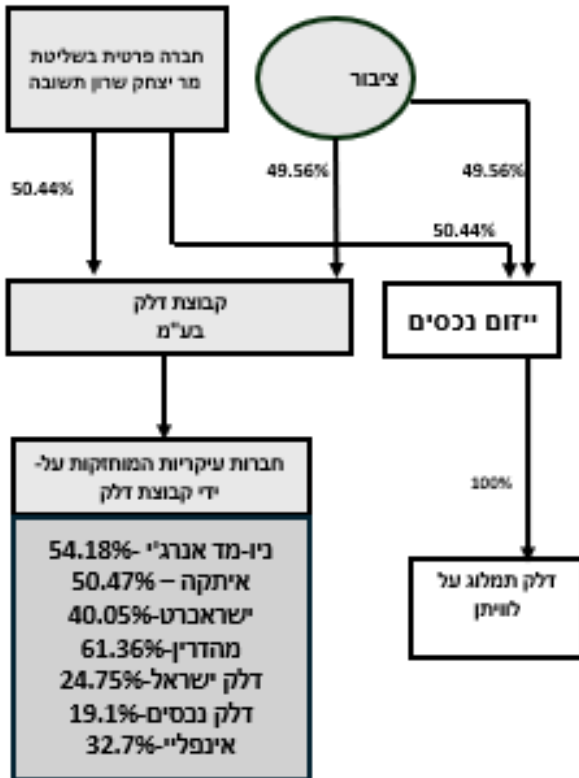 חברה פרטית בשליטת
מר יצחק שרון תשובה
ציבור
50.44%
49.56%
49.56%
50.44%
קבוצת דלק
בע"מ
ייזום נכסים
חברות עיקריות המוחזקות על-
ידי קבוצת דלק
100%
ניו-מד אנרג'י -54.18%
איתקה – 50.47%
ישראכרט-40.05%
מהדרין-61.36%
דלק ישראל-24.75%
דלק נכסים-19.1%
אינפליי-32.7%
דלק תמלוג על
לוויתן